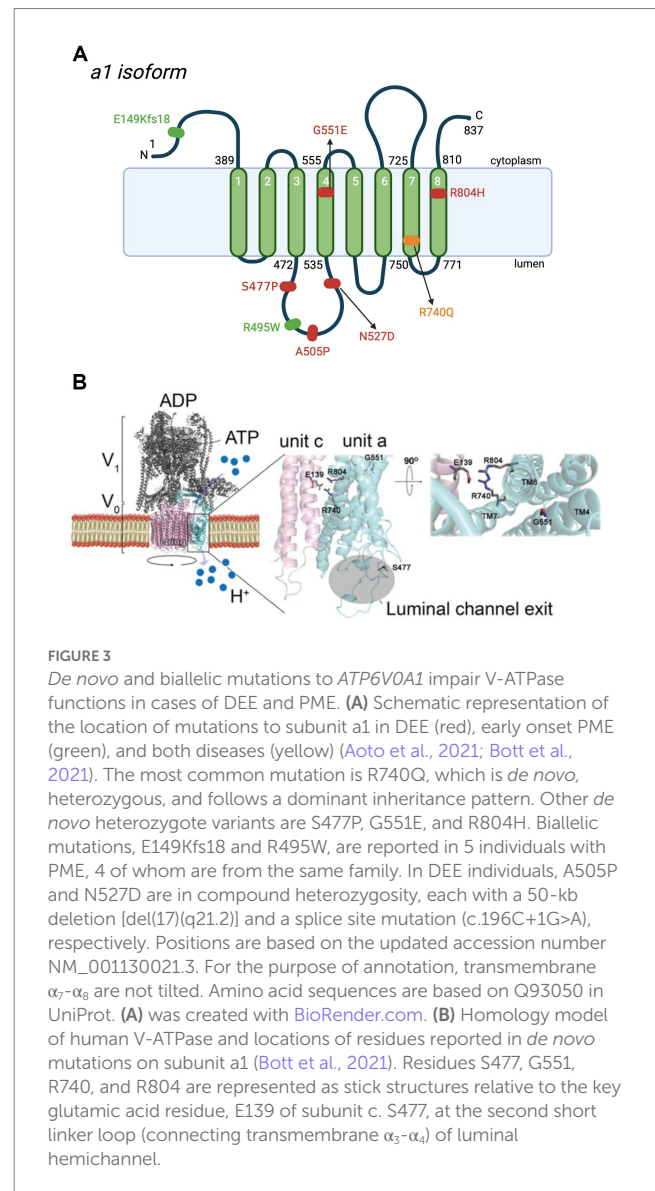 A
a1 isoform
E149Kfs18
1
N
G551E
C
837
389
555
725
810
cytoplasm
1
2
3
4
5
6
7
8
R804H
472
535
750
771
lumen
S477P
R495W
A505P
N527D
R740Q
B
ADP
ATP
V1
V0
H+
unit c
unit a
G551
E139
R804
R740
S477
Luminal channel exit
90°
E139
R804
R740
TM8
TM7
G551
TM4
FIGURE 3
De novo and biallelic mutations to ATP6V0A1 impair V-ATPase
functions in cases of DEE and PME. (A) Schematic representation of
the location of mutations to subunit a1 in DEE (red), early onset PME
(green), and both diseases (yellow) (Aoto et al., 2021; Bott et al.,
2021). The most common mutation is R740Q, which is de novo,
heterozygous, and follows a dominant inheritance pattern. Other de
novo heterozygote variants are S477P, G551E, and R804H. Biallelic
mutations, E149Kfs18 and R495W, are reported in 5 individuals with
PME, 4 of whom are from the same family. In DEE individuals, A505P
and N527D are in compound heterozygosity, each with a 50-kb
deletion [del(17)(q21.2)] and a splice site mutation (c.196C+1G>A),
respectively. Positions are based on the updated accession number
NM_001130021.3. For the purpose of annotation, transmembrane
α7-α8 are not tilted. Amino acid sequences are based on Q93050 in
UniProt. (A) was created with BioRender.com. (B) Homology model
of human V-ATPase and locations of residues reported in de novo
mutations on subunit a1 (Bott et al., 2021). Residues S477, G551,
R740, and R804 are represented as stick structures relative to the key
glutamic acid residue, E139 of subunit c. S477, at the second short
linker loop (connecting transmembrane α3-α4) of luminal
hemichannel.